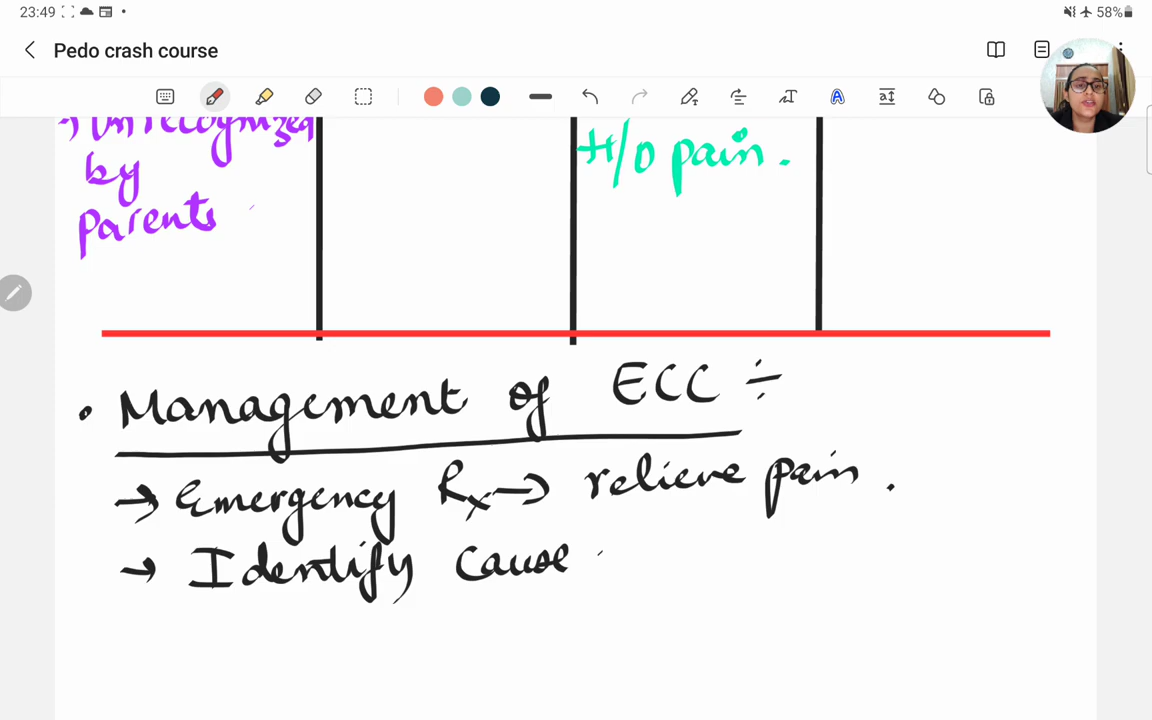 23:49
58%
Pedo crash course
→ Unrecognized
by
parents
H/O pain.
• Management of ECC ÷
→ Emergency Rx → relieve pain.
→ Identify cause